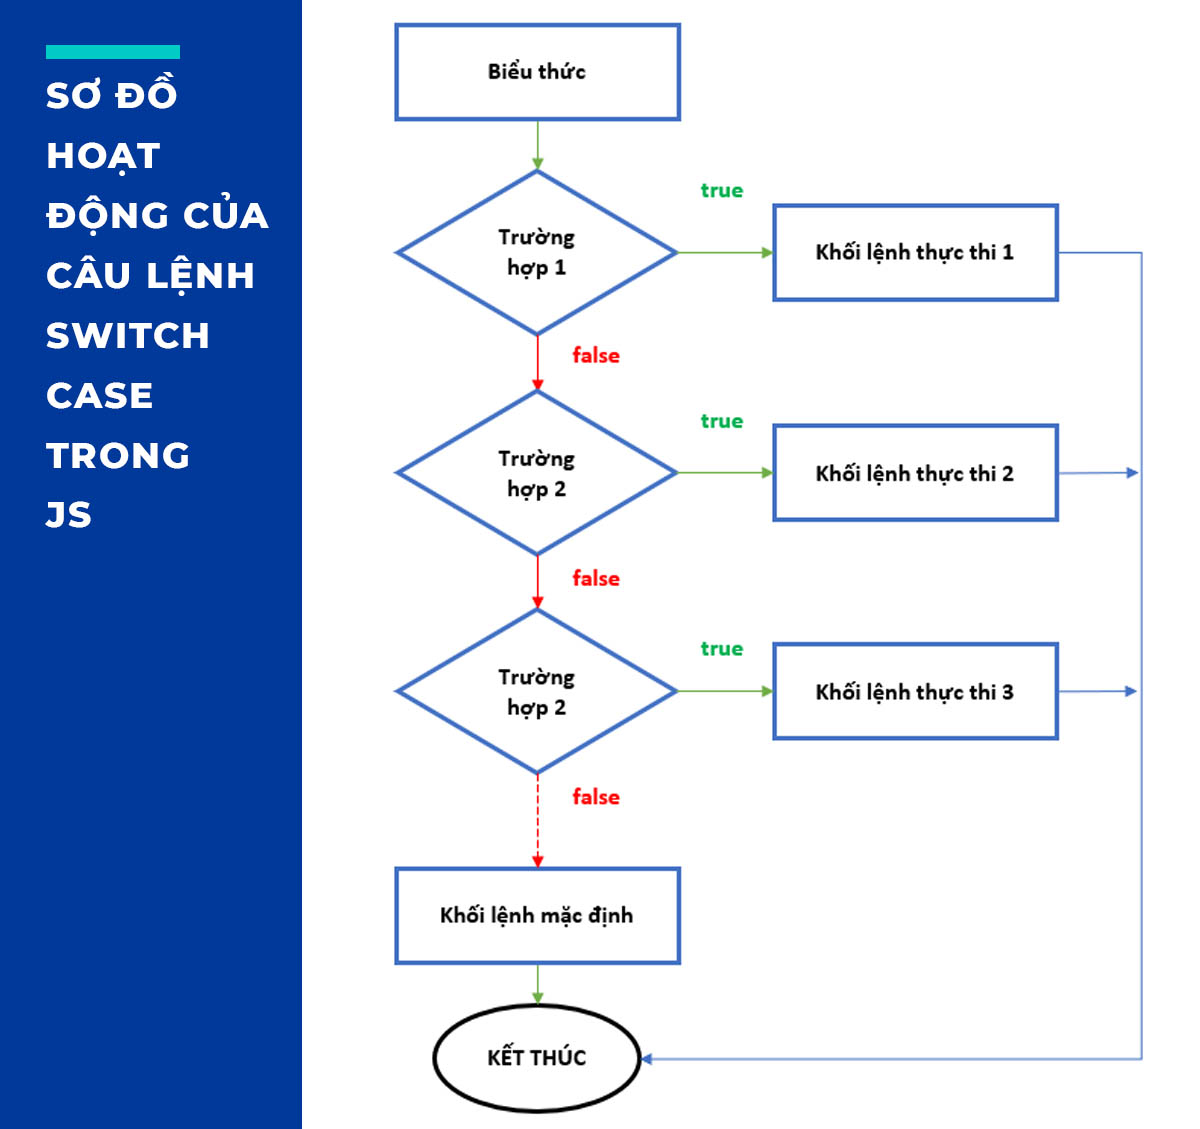 SƠ ĐỒ
HOẠT
ĐỘNG CỦA
CÂU LỆNH
SWITCH
CASE
TRONG
JS
Biểu thức
true
Trường
hợp 1
Khối lệnh thực thi 1
false
true
Trường
hợp 2
Khối lệnh thực thi 2
false
true
Trường
hợp 2
Khối lệnh thực thi 3
false
Khối lệnh mặc định
KẾT THÚC